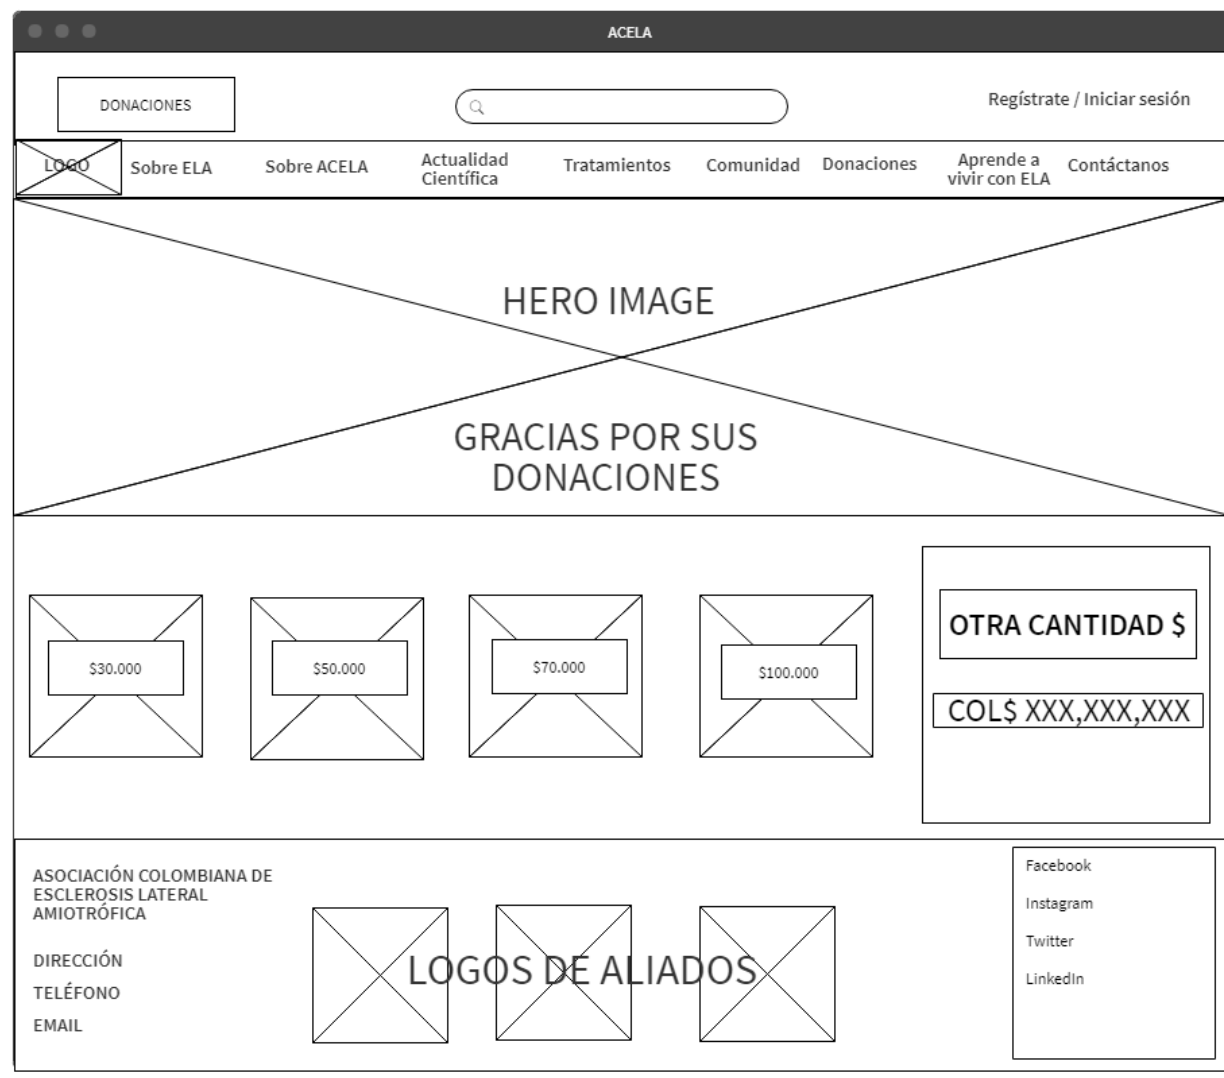 ACELA
DONACIONES
Regístrate / Iniciar sesión
LOGO
Sobre ELA
Sobre ACELA
Actualidad
Científica
Tratamientos
Comunidad
Donaciones
Aprende a
vivir con ELA
Contáctanos
HERO IMAGE
GRACIAS POR SUS
DONACIONES
$30.000
$50.000
$70.000
$100.000
OTRA CANTIDAD $
COL$ XXX,XXX,XXX
ASOCIACIÓN COLOMBIANA DE
ESCLEROSIS LATERAL
AMIOTRÓFICA
DIRECCIÓN
TELÉFONO
EMAIL
LOGOS DE ALIADOS
Facebook
Instagram
Twitter
LinkedIn